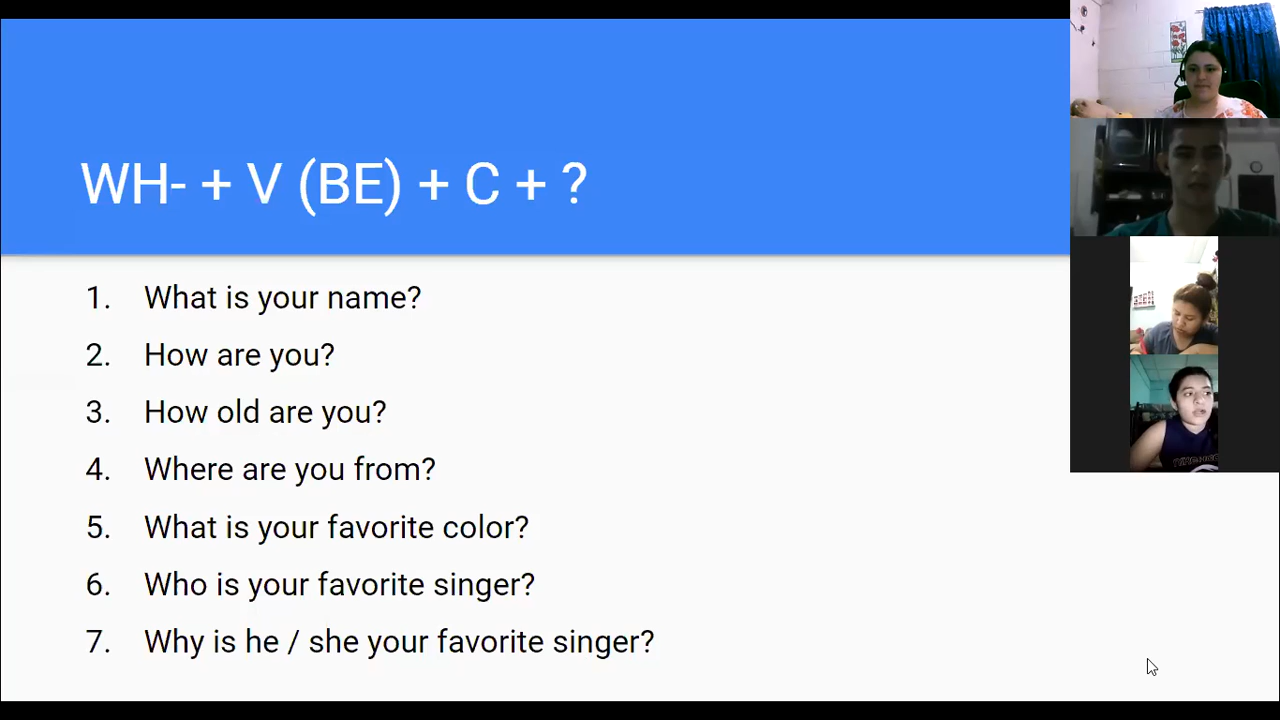 WH- + V (BE) + C + ?
1. What is your name?
2. How are you?
3. How old are you?
4. Where are you from?
5. What is your favorite color?
6. Who is your favorite singer?
7. Why is he / she your favorite singer?